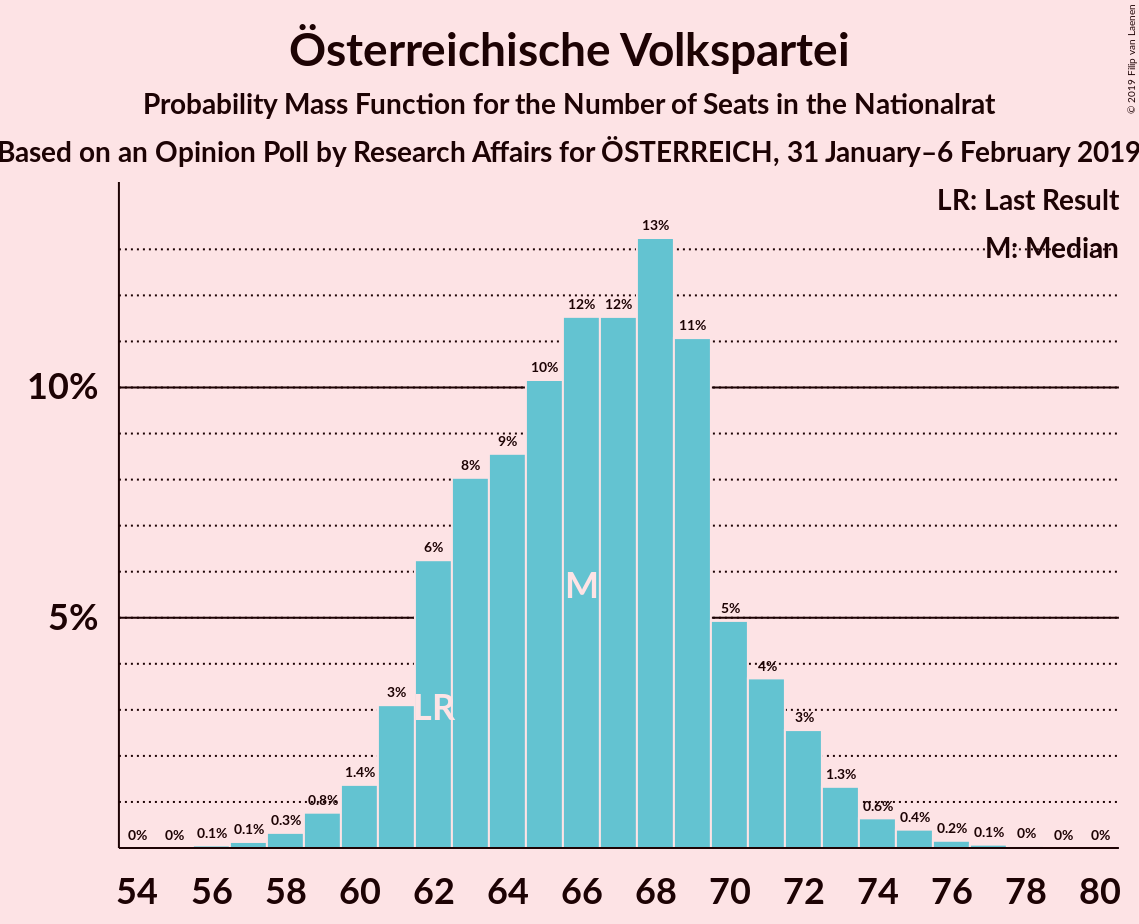 Österreichische Volkspartei
Probability Mass Function for the Number of Seats in the Nationalrat
Based on an Opinion Poll by Research Affairs for ÖSTERREICH, 31 January–6 February 2019
© 2019 Filip van Laenen
LR: Last Result
M: Median
10%
5%
0% 0% 0.1% 0.1% 0.3% 0.8% 1.4% 3% 6% 8% 9% 10% 12% 12% 13% 11% 5% 4% 3% 1.3% 0.6% 0.4% 0.2% 0.1% 0% 0% 0%
M
LR
54 56 58 60 62 64 66 68 70 72 74 76 78 80